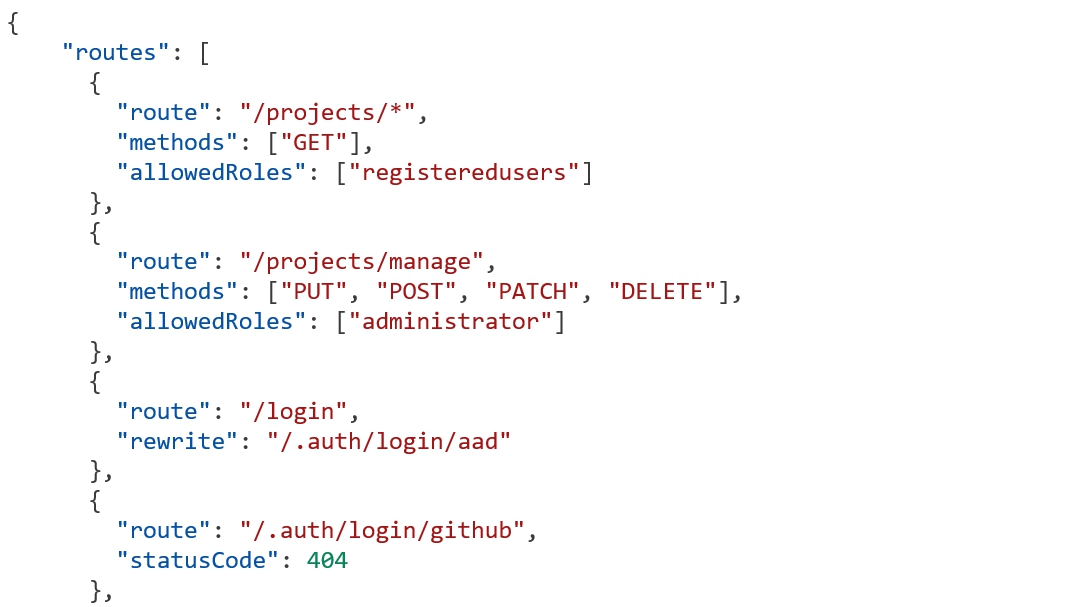 {
    "routes": [
      {
        "route": "/projects/*",
        "methods": ["GET"],
        "allowedRoles": ["registeredusers"]
      },
      {
        "route": "/projects/manage",
        "methods": ["PUT", "POST", "PATCH", "DELETE"],
        "allowedRoles": ["administrator"]
      },
      {
        "route": "/login",
        "rewrite": "/.auth/login/aad"
      },
      {
        "route": "/.auth/login/github",
        "statusCode": 404
      },